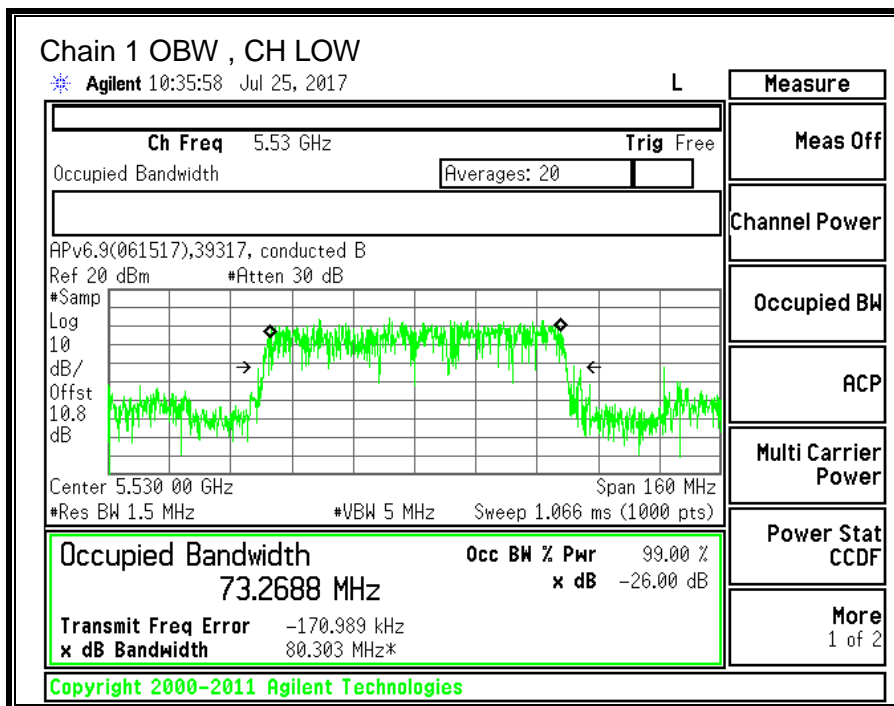 Chain 1 OBW , CH LOW
Agilent 10:35:58 Jul 25, 2017 L
Measure
Ch Freq 5.53 GHz Trig Free
Occupied Bandwidth Averages: 20
APv6.9(061517),39317, conducted B
Ref 20 dBm #Atten 30 dB
#Samp
Log
10
dB/
Offst
10.8
dB
Center 5.530 00 GHz Span 160 MHz
#Res BW 1.5 MHz #VBW 5 MHz Sweep 1.066 ms (1000 pts)
Occupied Bandwidth Occ BW % Pwr 99.00 %
73.2688 MHz x dB -26.00 dB
Transmit Freq Error -170.989 kHz
x dB Bandwidth 80.303 MHz*
Meas Off
Channel Power
Occupied BW
ACP
Multi Carrier
Power
Power Stat
CCDF
More
1 of 2
Copyright 2000-2011 Agilent Technologies